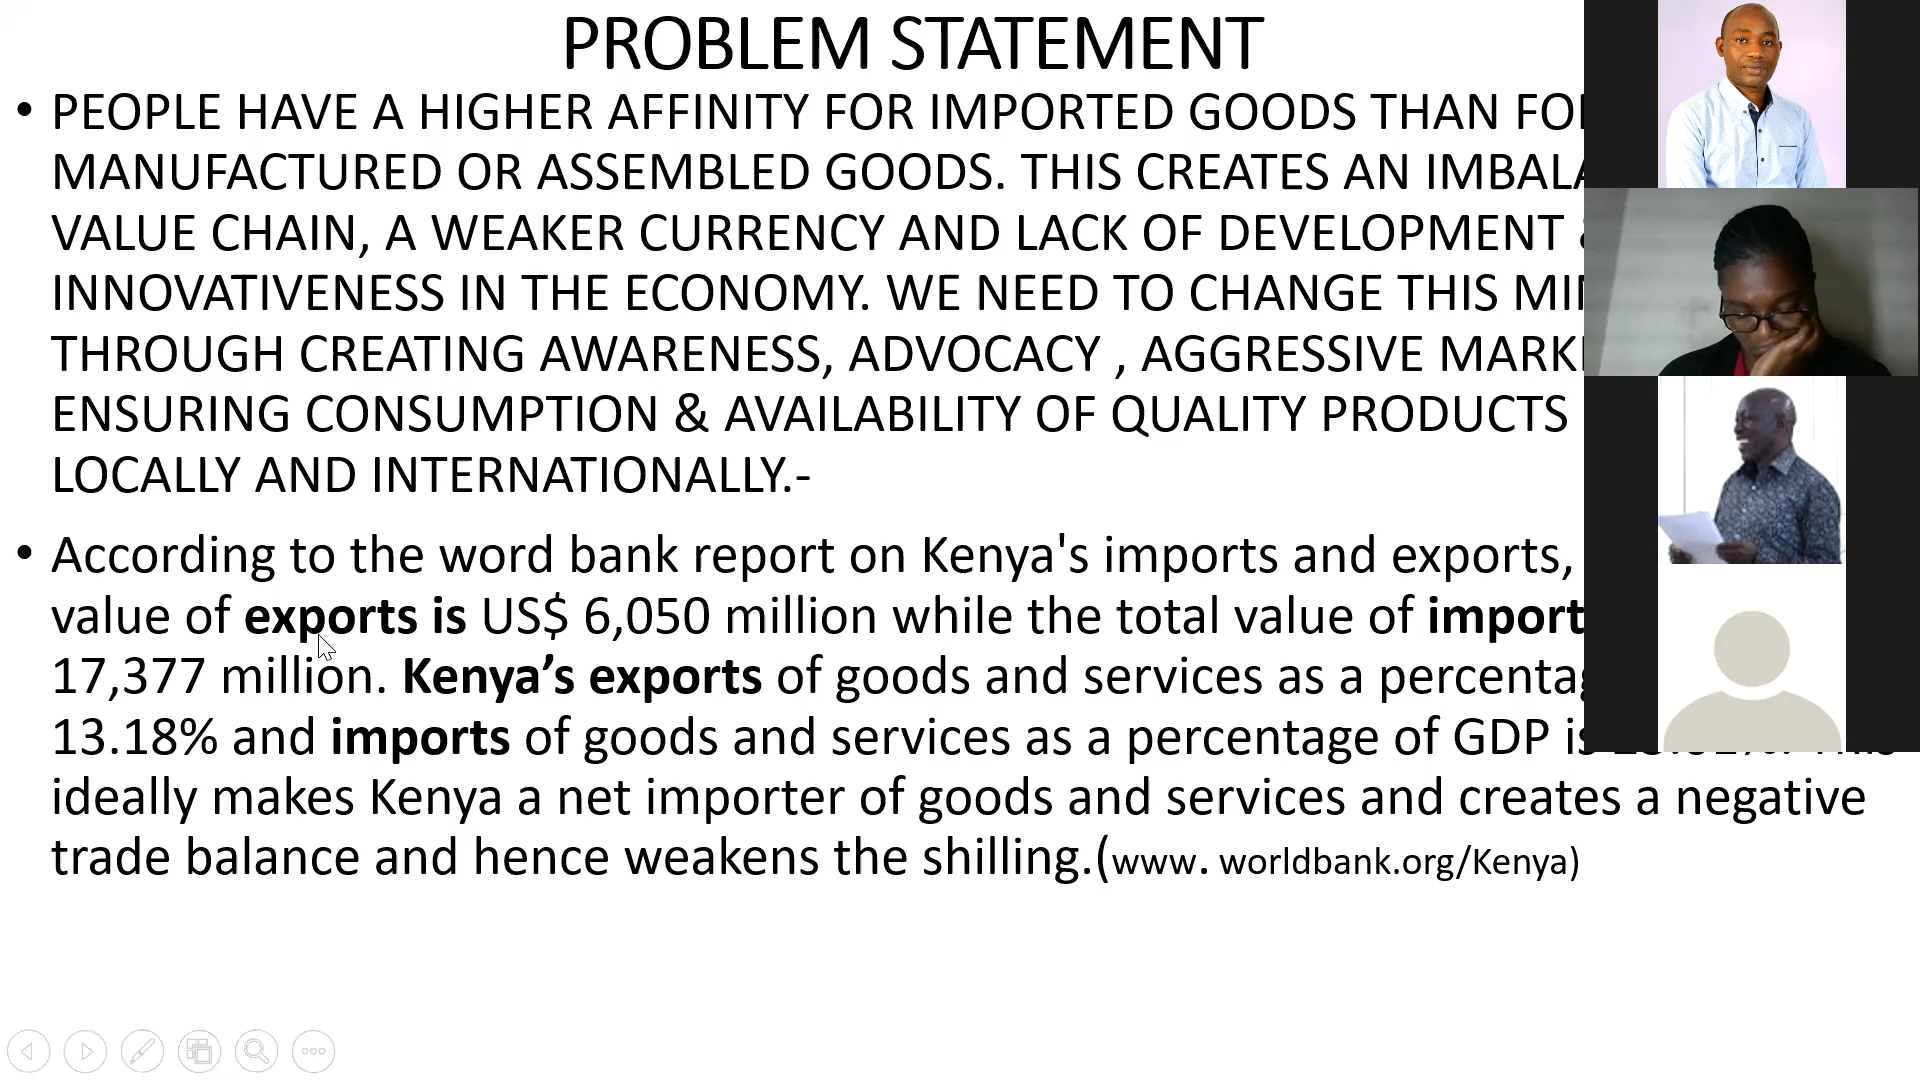 PROBLEM STATEMENT
• PEOPLE HAVE A HIGHER AFFINITY FOR IMPORTED GOODS THAN
MANUFACTURED OR ASSEMBLED GOODS. THIS CREATES AN
VALUE CHAIN, A WEAKER CURRENCY AND LACK OF DEVELOPMENT
INNOVATIVENESS IN THE ECONOMY. WE NEED TO CHANGE THIS
THROUGH CREATING AWARENESS, ADVOCACY , AGGRESSIVE
ENSURING CONSUMPTION & AVAILABILITY OF QUALITY PRODUCTS
LOCALLY AND INTERNATIONALLY.-
• According to the word bank report on Kenya's imports and exports,
value of exports is US$ 6,050 million while the total value of import
17,377 million. Kenya’s exports of goods and services as a
13.18% and imports of goods and services as a percentage of GDP is
ideally makes Kenya a net importer of goods and services and creates a negative
trade balance and hence weakens the shilling.(www. worldbank.org/Kenya)